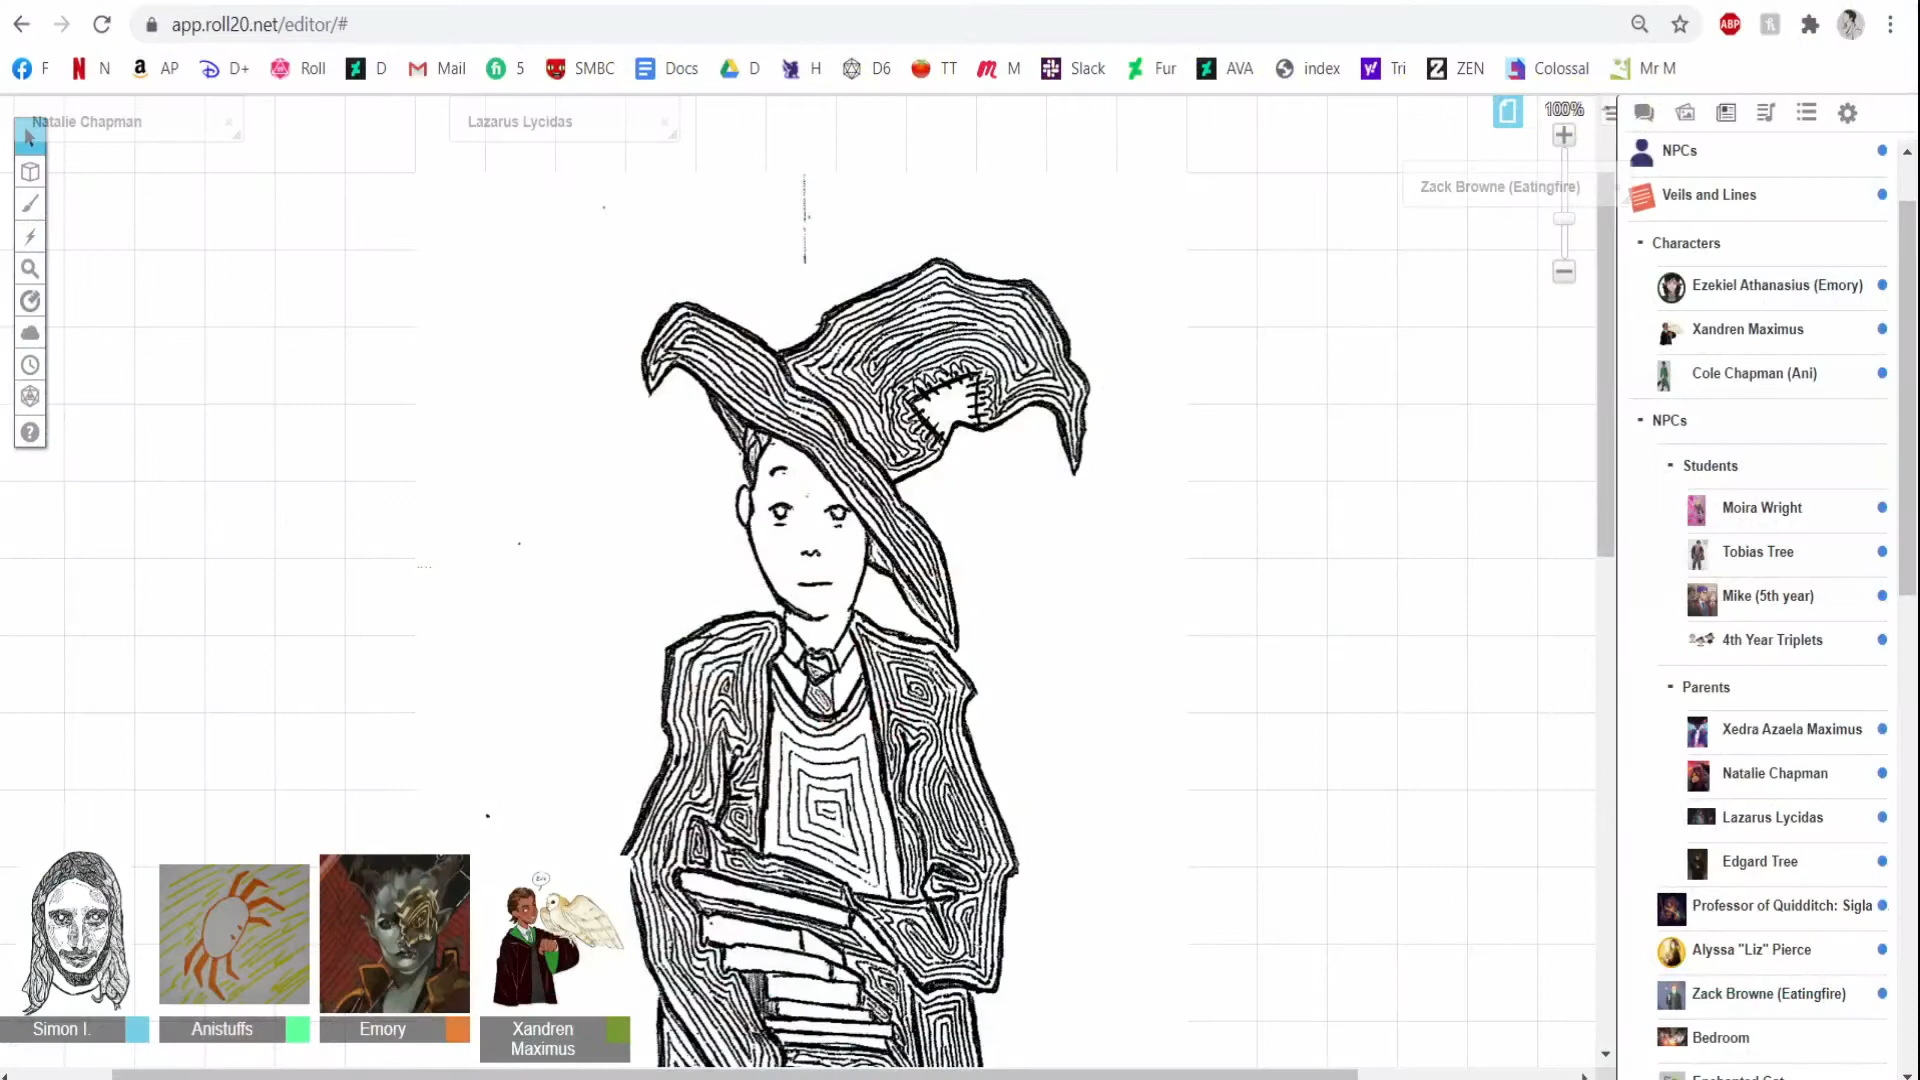 app.roll20.net/editor/#
ABP
F N AP D+ Roll D Mail 5 SMBC Docs D H D6 TT M Slack Fur AVA index Tri ZEN Colossal Mr M
Natalie Chapman
Lazarus Lycidas
100%
Zack Browne (Eatingfire)
NPCs
Veils and Lines
Characters
Ezekiel Athanasius (Emory)
Xandren Maximus
Cole Chapman (Ani)
NPCs
Students
Moira Wright
Tobias Tree
Mike (5th year)
4th Year Triplets
Parents
Xedra Azaela Maximus
Natalie Chapman
Lazarus Lycidas
Edgard Tree
Professor of Quidditch: Sigla
Alyssa "Liz" Pierce
Zack Browne (Eatingfire)
Bedroom
Simon I.
Anistuffs
Emory
Xandren
Maximus